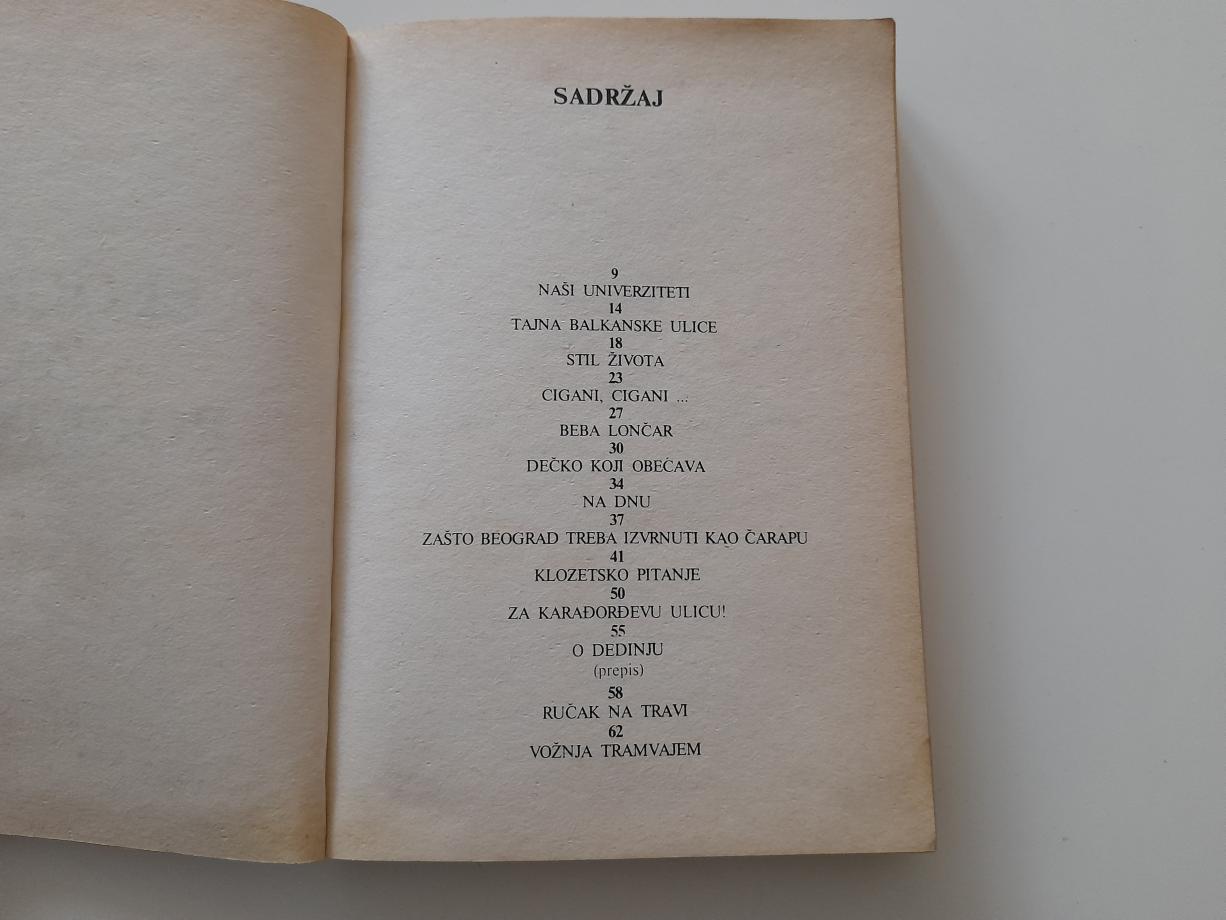 SADRŽAJ
9
NAŠI UNIVERZITETI
14
TAJNA BALKANSKE ULICE
18
STIL ŽIVOTA
23
CIGANI, CIGANI ...
27
BEBA LONČAR
30
DEČKO KOJI OBEĆAVA
34
NA DNU
37
ZAŠTO BEOGRAD TREBA IZVRNUTI KAO ČARAPU
41
KLOZETSKO PITANJE
50
ZA KARAĐORĐEVU ULICU!
55
O DEDINJU
(prepis)
58
RUČAK NA TRAVI
62
VOŽNJA TRAMVAJEM